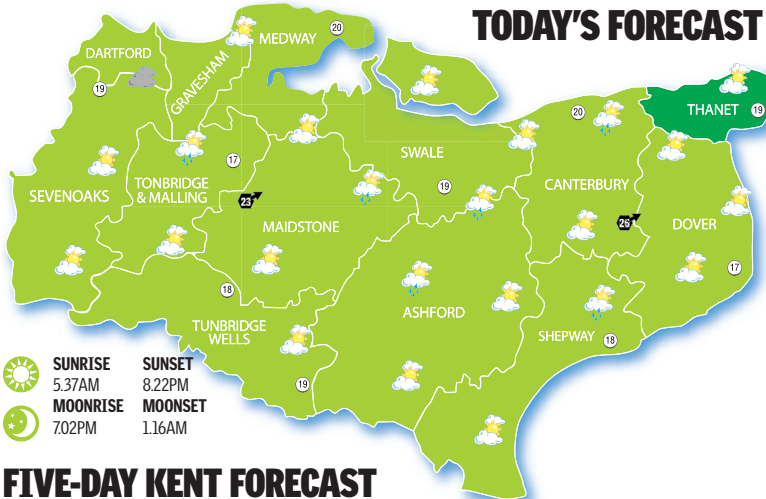 TODAY'S FORECAST
20
MEDWAY
DARTFORD
GRAVESHAM
19
20
THANET
19
17
SWALE
SEVENOAKS
TONBRIDGE
& MALLING
19
CANTERBURY
23
MAIDSTONE
26
DOVER
17
18
ASHFORD
TUNBRIDGE
WELLS
SHEPWAY
18
19
SUNRISE SUNSET
5.37AM 8.22PM
MOONRISE MOONSET
7.02PM 1.16AM
FIVE-DAY KENT FORECAST